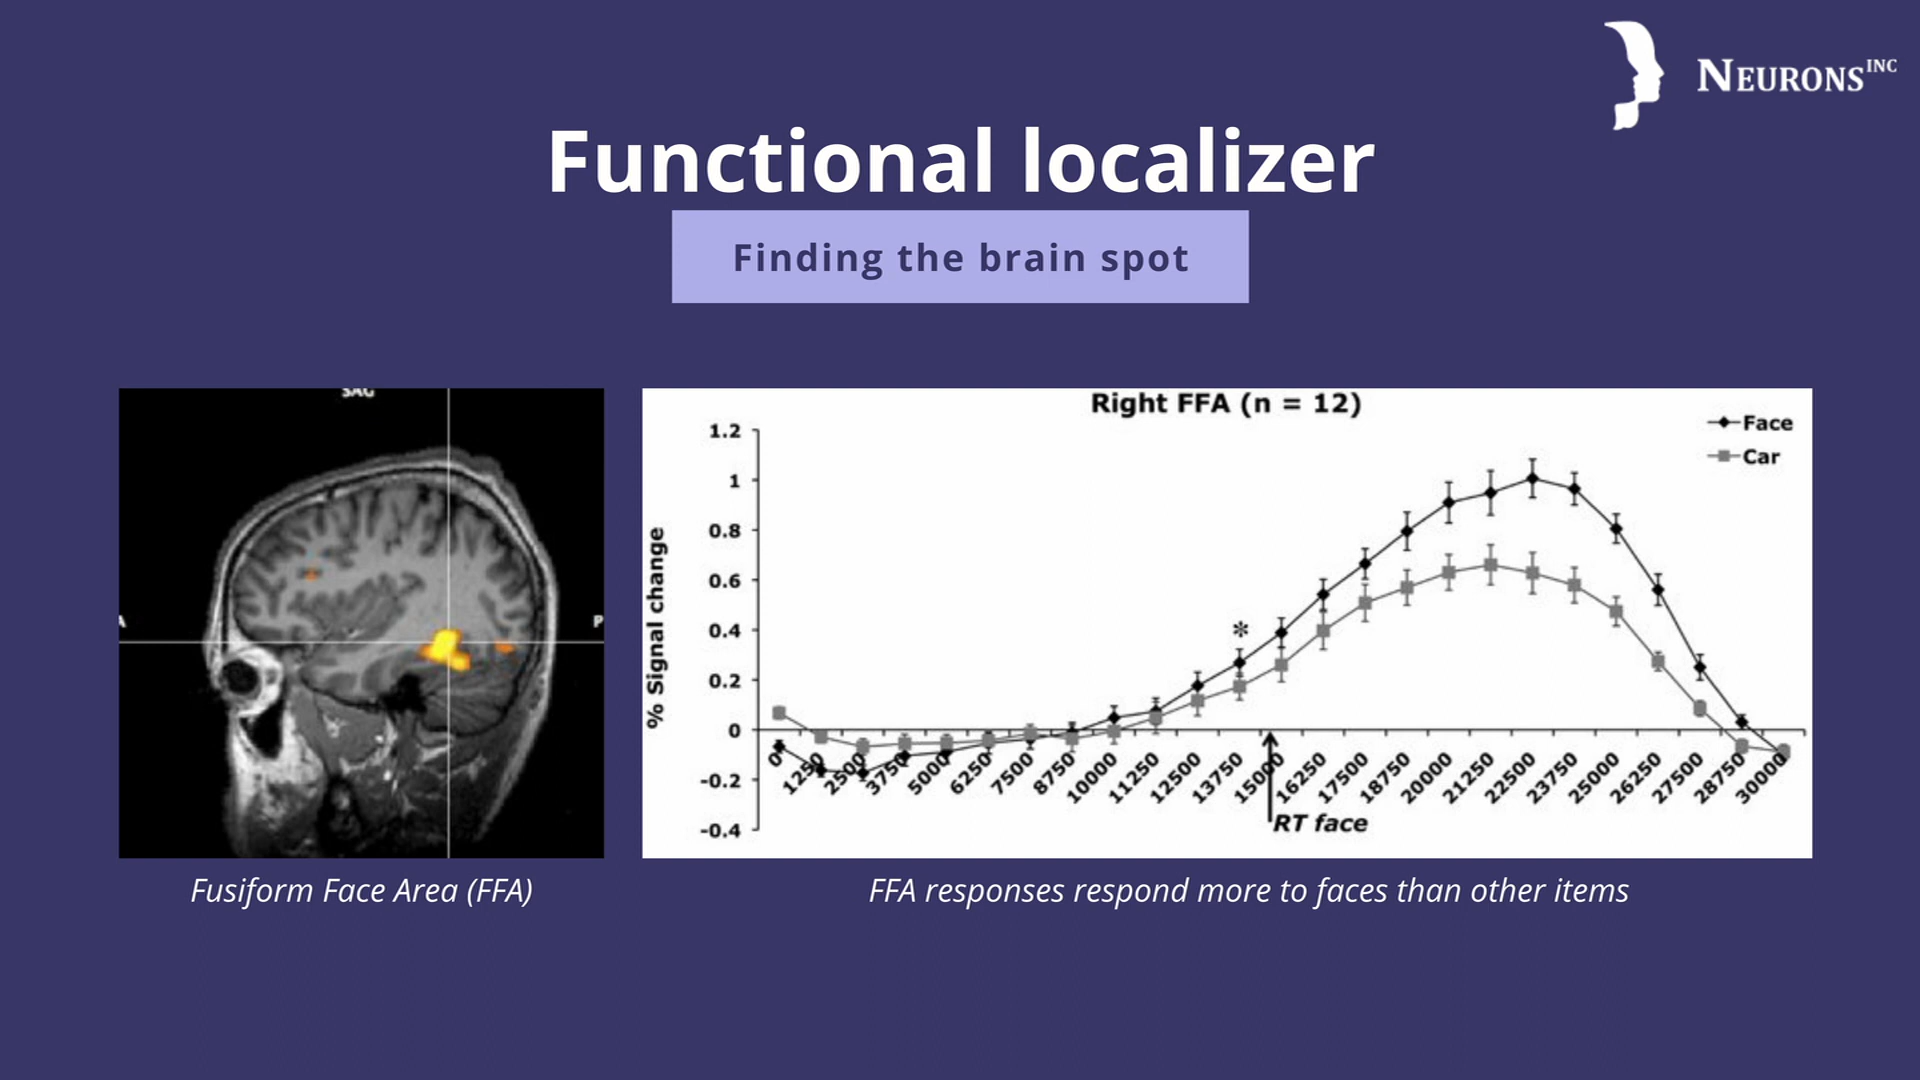 NEURONS INC
Functional localizer
Finding the brain spot
SAG
A
P
Right FFA (n = 12)
Face
Car
% Signal change
1.2
1
0.8
0.6
0.4
0.2
0
-0.2
-0.4
*
0 1250 2500 3750 5000 6250 7500 8750 10000 11250 12500 13750 15000 16250 17500 18750 20000 21250 22500 23750 25000 26250 27500 28750 30000
RT face
Fusiform Face Area (FFA)
FFA responses respond more to faces than other items